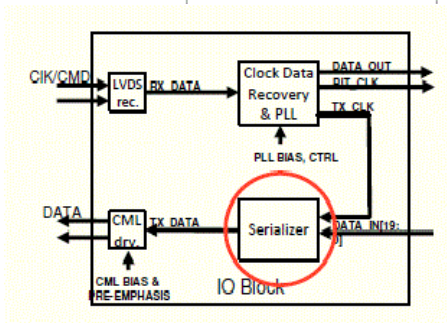 CIK/CMD
LVDS
rec.
RX_DATA
Clock Data
Recovery
& PLL
DATA_OUT
BIT_CLK
TX_CLK
PLL BIAS, CTRL
DATA
CML
drv.
TX_DATA
Serializer
DATA_IN[19:
0]
CML BIAS &
PRE-EMPHASIS
IO Block